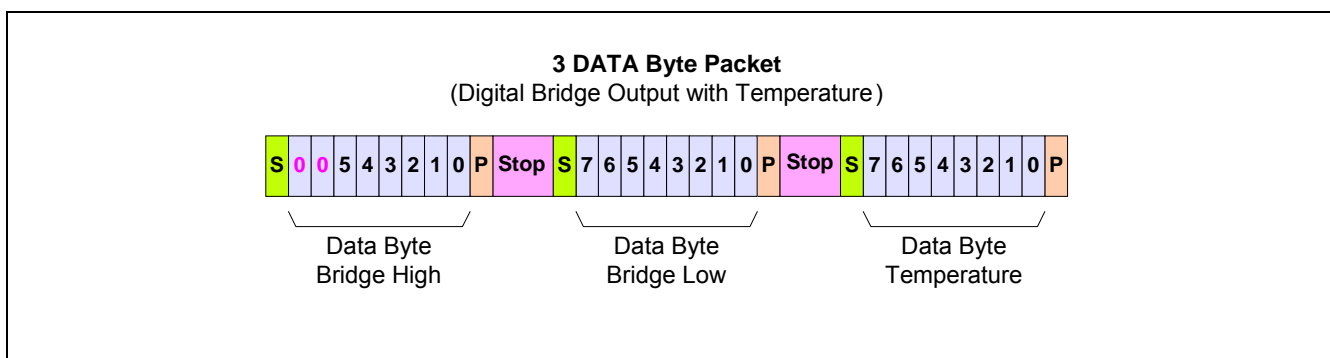 3 DATA Byte Packet
(Digital Bridge Output with Temperature)
S 0 0 5 4 3 2 1 0 P Stop S 7 6 5 4 3 2 1 0 P Stop S 7 6 5 4 3 2 1 0 P
Data Byte Data Byte Data Byte
Bridge High Bridge Low Temperature